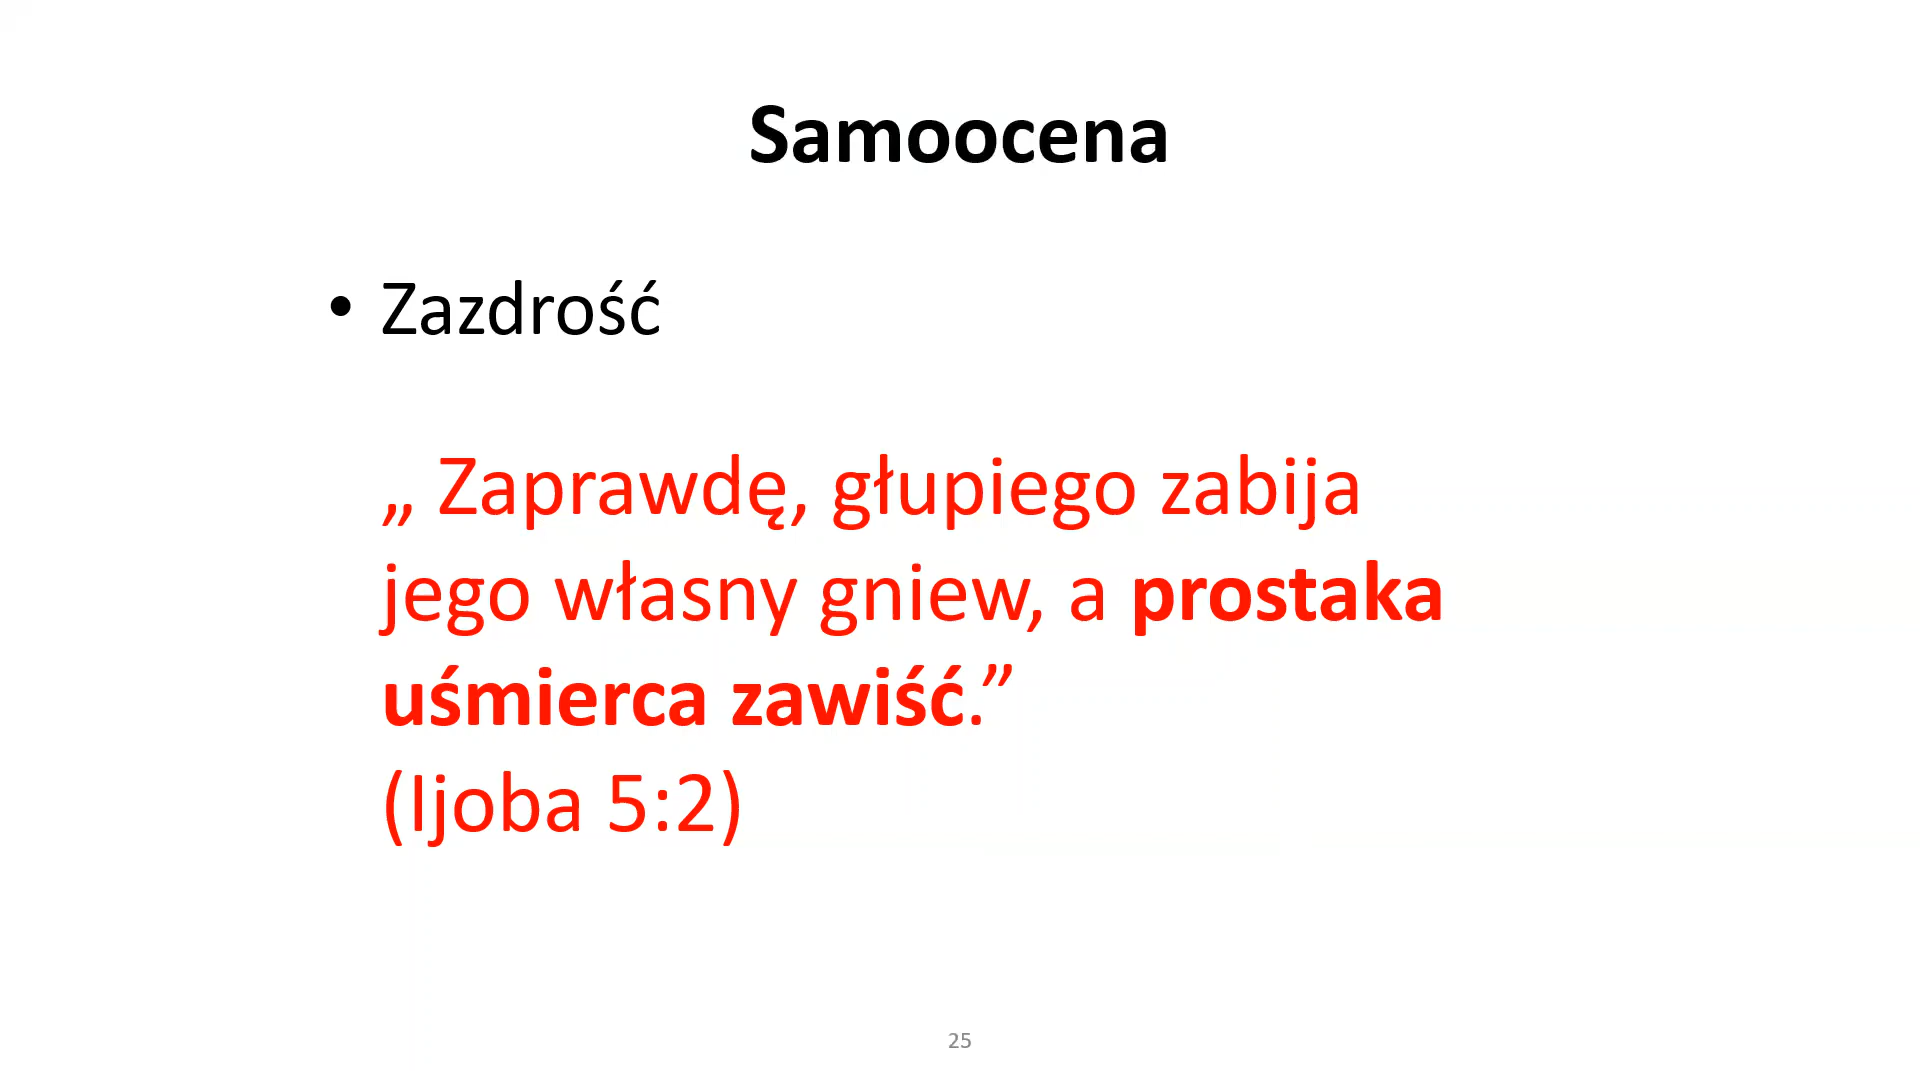 Samoocena
• Zazdrość
„ Zaprawdę, głupiego zabija
jego własny gniew, a prostaka
uśmierca zawiść.”
(Ijoba 5:2)
25